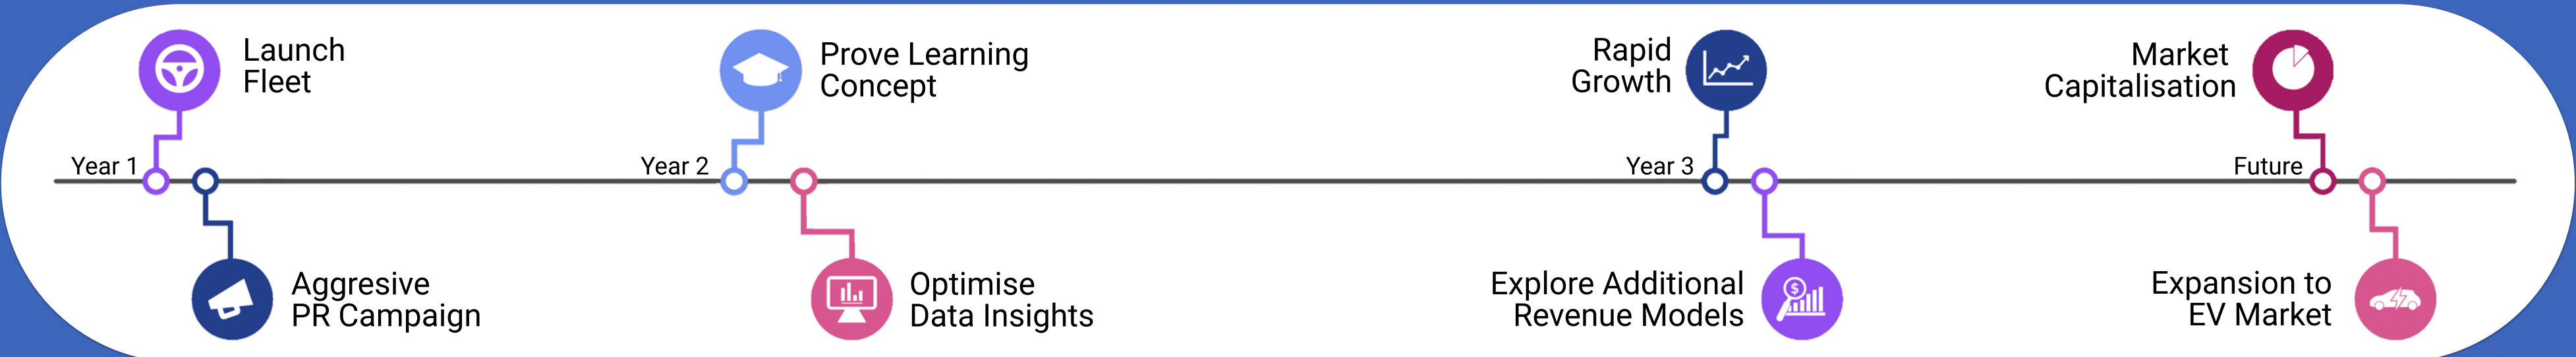 Launch
Fleet
Year 1
Aggresive
PR Campaign
Prove Learning
Concept
Year 2
Optimise
Data Insights
Rapid
Growth
Year 3
Explore Additional
Revenue Models
$
Market
Capitalisation
Future
Expansion to
EV Market